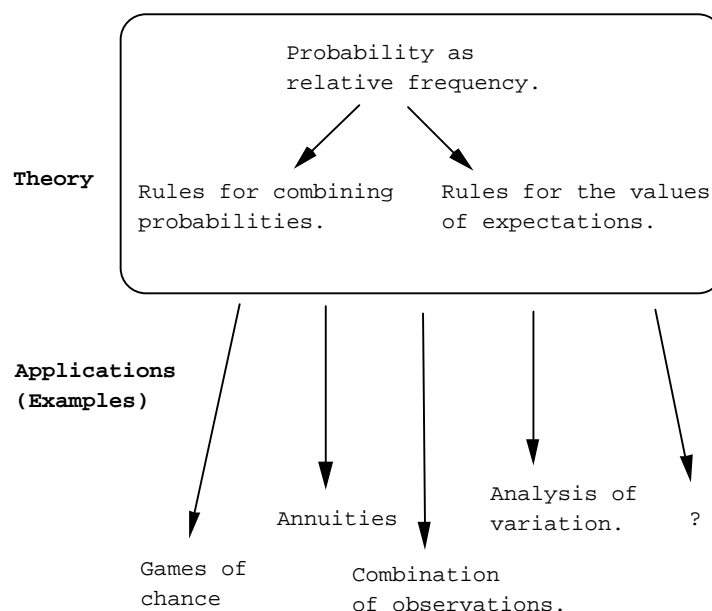 Probability as
relative frequency.
Theory
Rules for combining
probabilities.
Rules for the values
of expectations.
Applications
(Examples)
Analysis of
variation.
?
Annuities
Games of
chance
Combination
of observations.